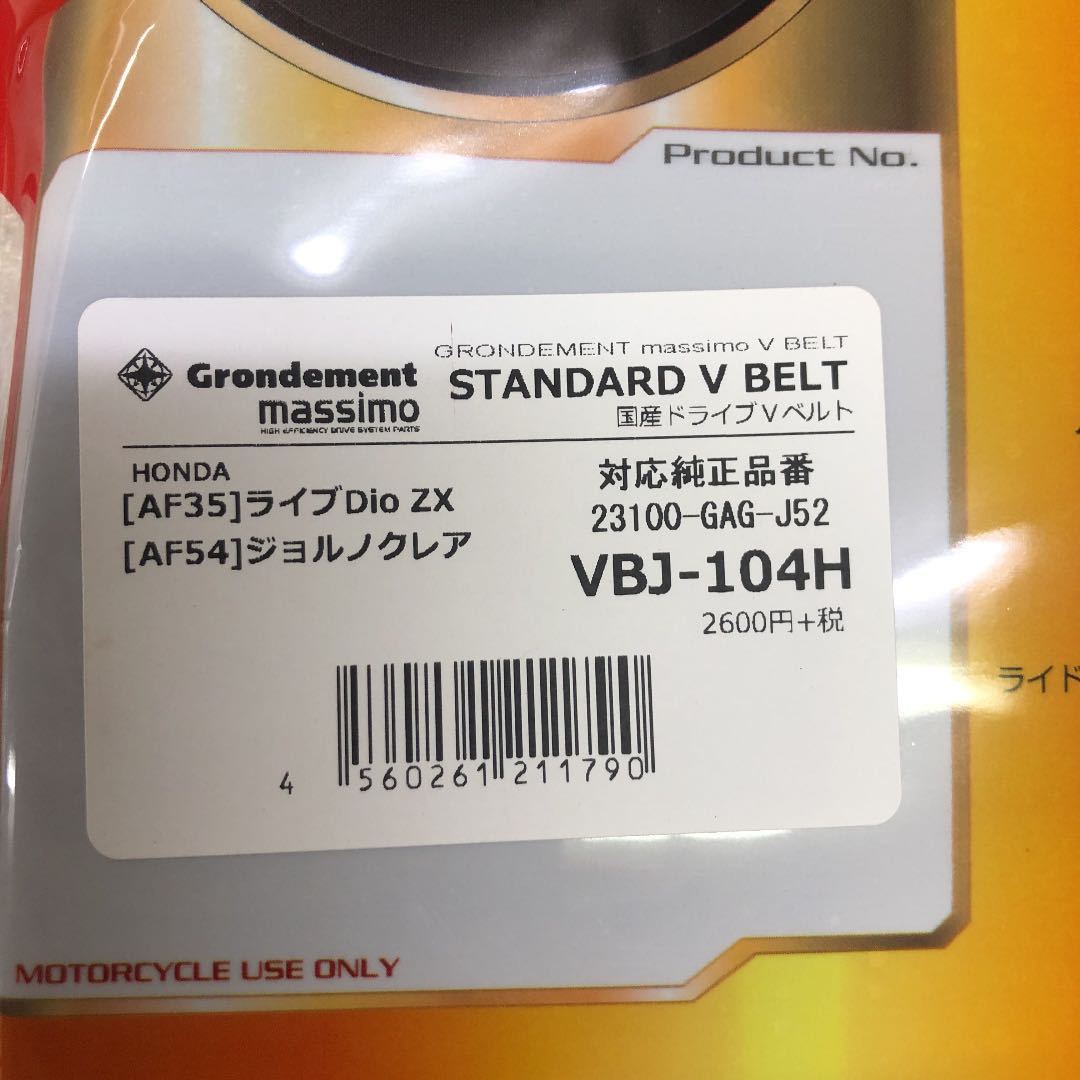 Product No.
GRONDEMENT massimo V BELT
Grondement
massimo
HIGH EFFICIENCY DRIVE SYSTEM PARTS
STANDARD V BELT
国産ドライブVベルト
HONDA
[AF35]ライブDio ZX
[AF54]ジョルノクレア
対応純正品番
23100-GAG-J52
VBJ-104H
2600円+税
4 560261 211790
ライド
MOTORCYCLE USE ONLY